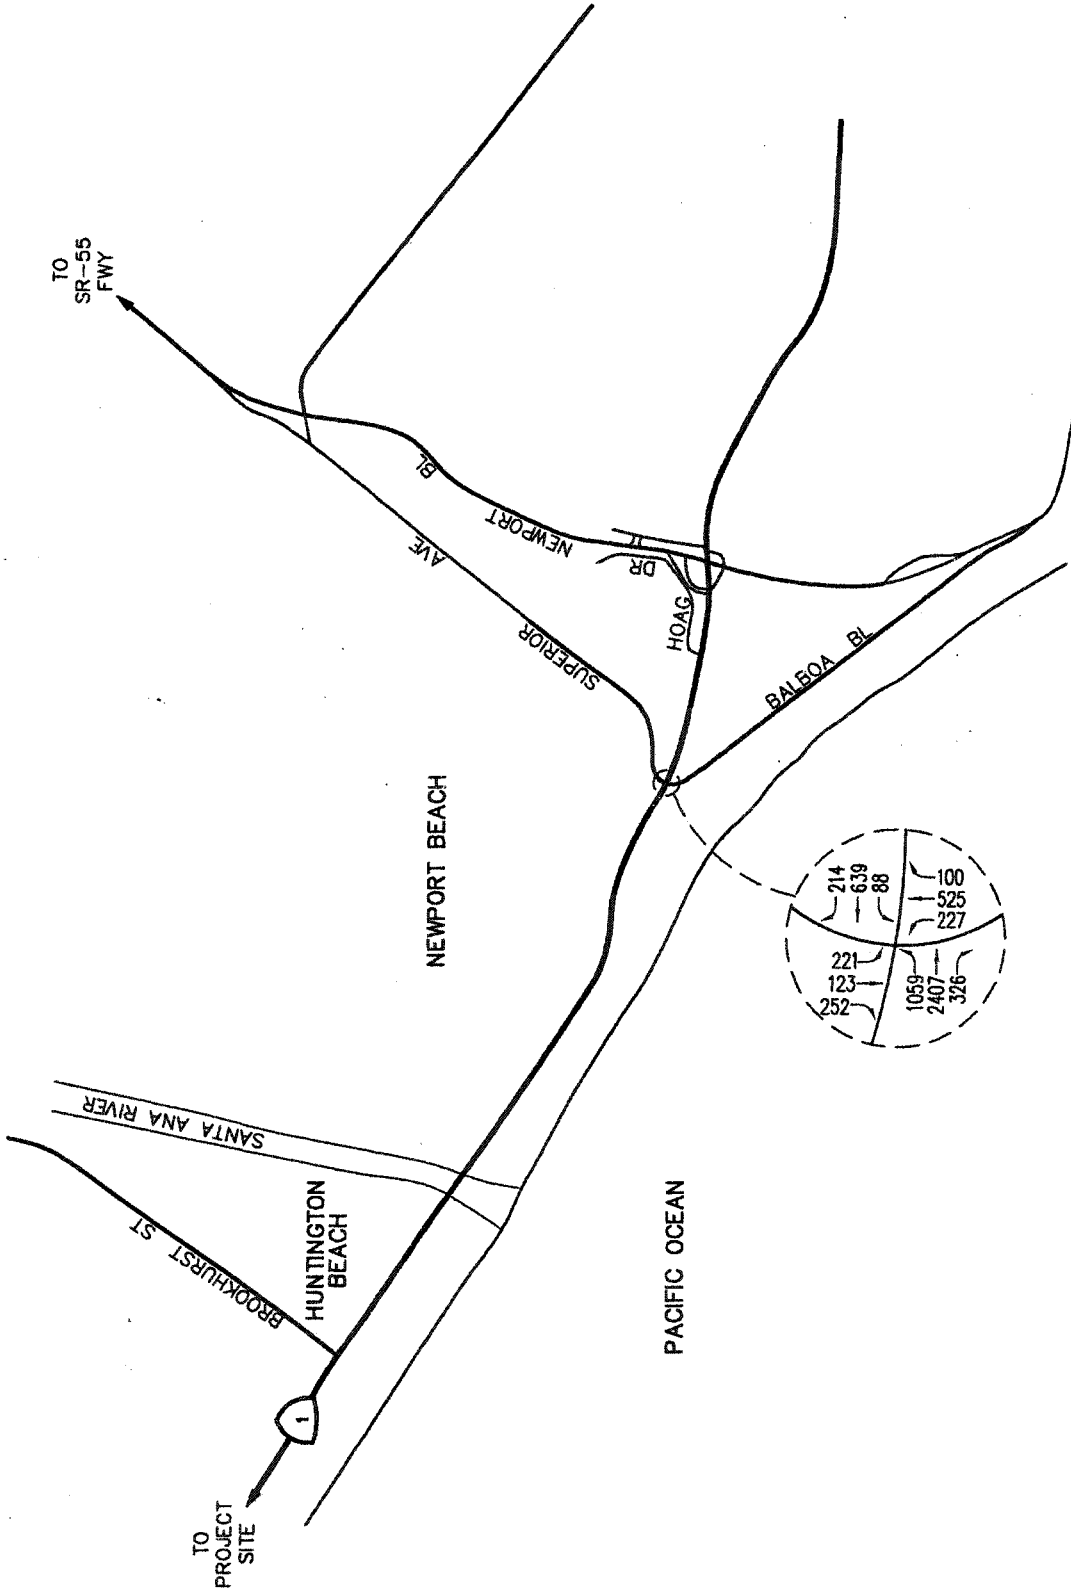 TO
SR-55
FWY
BL
NEWPORT
AVE
SUPERIOR
DR
HOAG
BALBOA BL
NEWPORT BEACH
214
639
88
100
525
227
221
123
252
1059
2407
326
SANTA ANA RIVER
BROOKHURST ST
HUNTINGTON
BEACH
PACIFIC OCEAN
1
TO
PROJECT
SITE